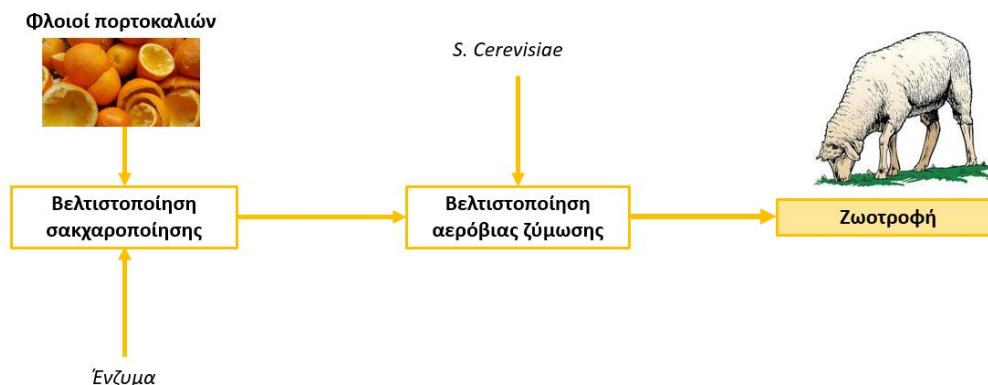 Φλοιοί πορτοκαλιών
S. Cerevisiae
Βελτιστοποίηση
σακχαροποίησης
Βελτιστοποίηση
αερόβιας ζύμωσης
Ζωοτροφή
Ένζυμα